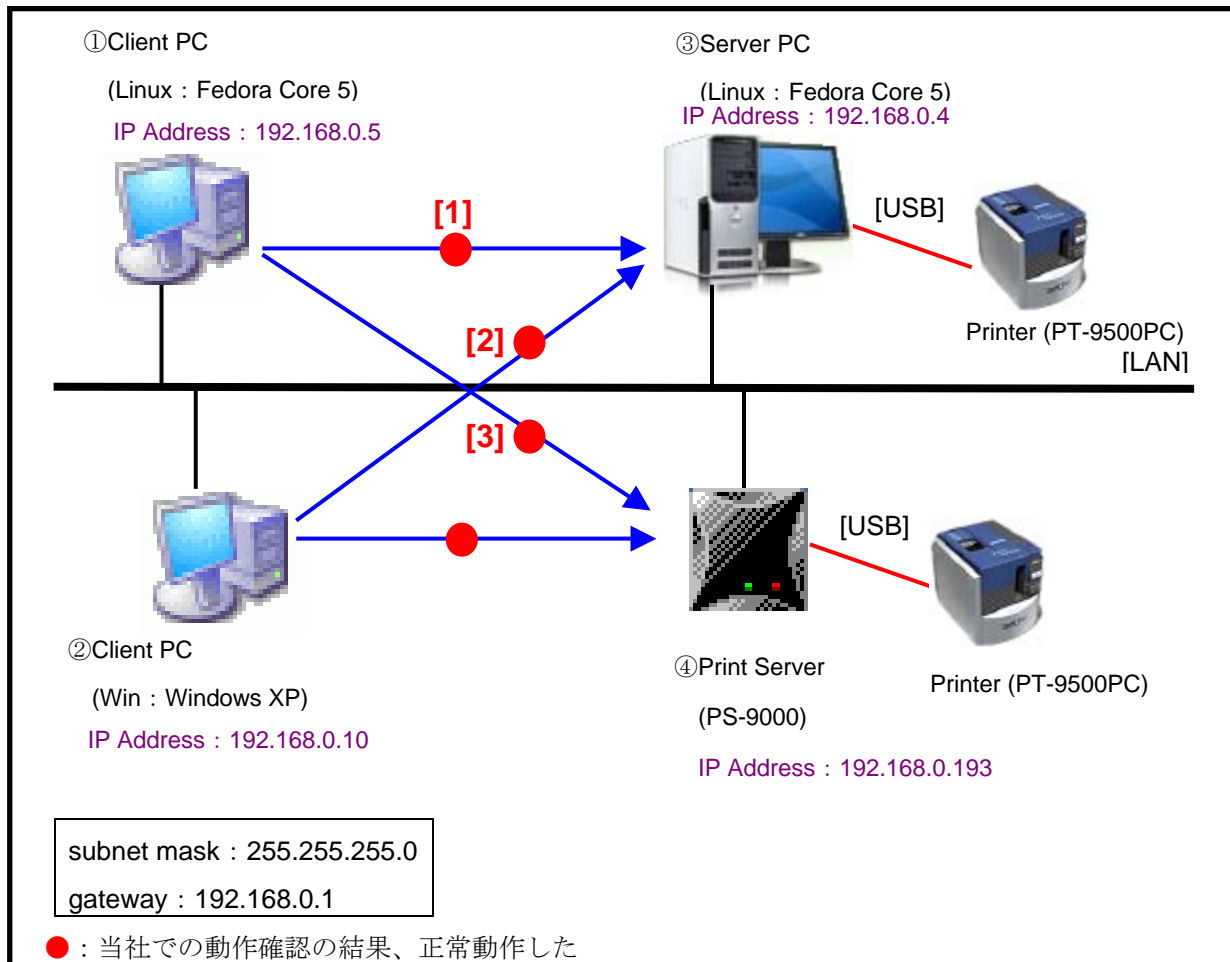 ①Client PC
(Linux：Fedora Core 5)
IP Address：192.168.0.5
③Server PC
(Linux：Fedora Core 5)
IP Address：192.168.0.4
[1]
[USB]
Printer (PT-9500PC)
[LAN]
[2]
[3]
[USB]
②Client PC
(Win：Windows XP)
IP Address：192.168.0.10
④Print Server
(PS-9000)
IP Address：192.168.0.193
Printer (PT-9500PC)
subnet mask：255.255.255.0
gateway：192.168.0.1
●：当社での動作確認の結果、正常動作した